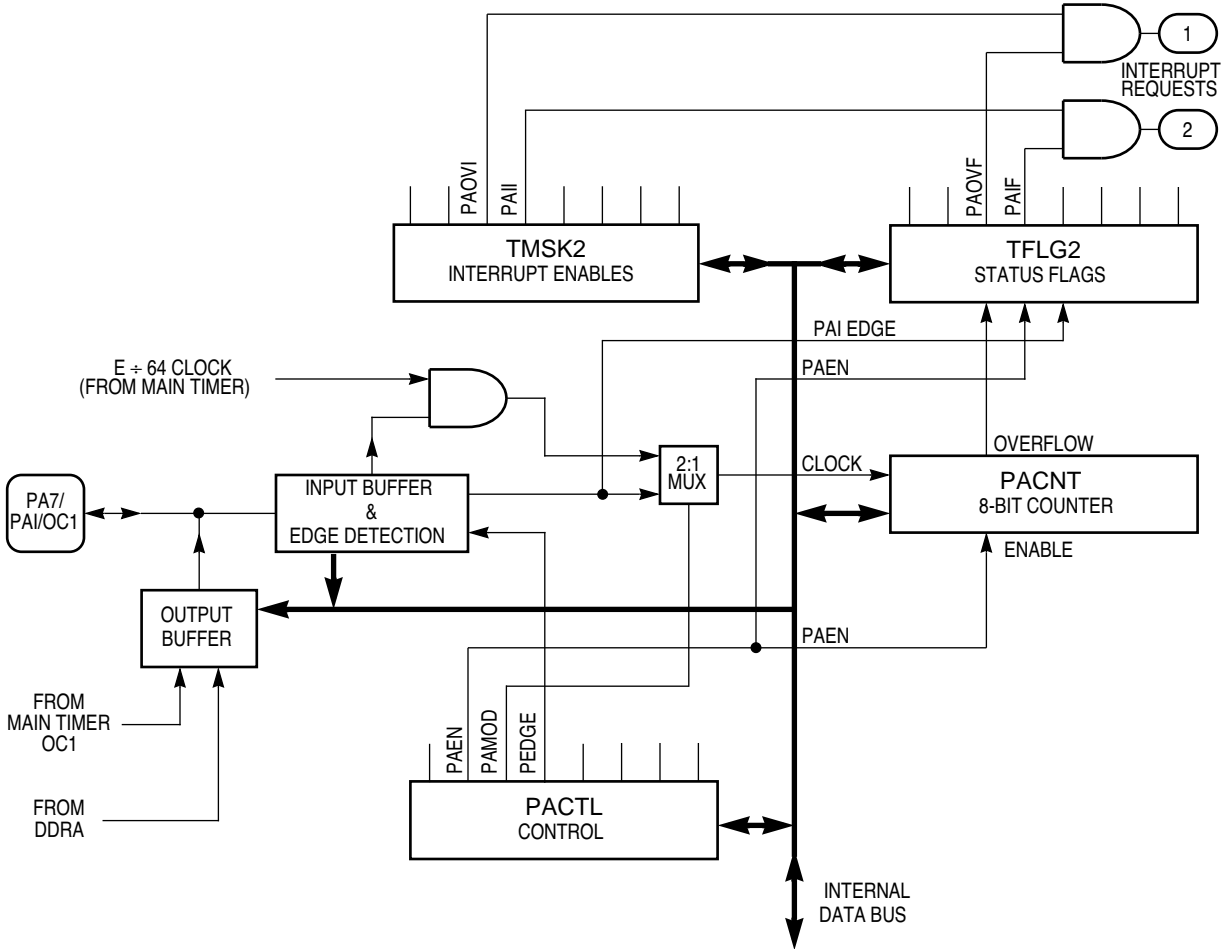 1
INTERRUPT
REQUESTS
2
PAOVI
PAII
PAOVF
PAIF
TMSK2
INTERRUPT ENABLES
TFLG2
STATUS FLAGS
PAI EDGE
E ÷ 64 CLOCK
(FROM MAIN TIMER)
PAEN
OVERFLOW
2:1
MUX
CLOCK
PACNT
8-BIT COUNTER
INPUT BUFFER
&
EDGE DETECTION
PA7/
PAI/OC1
ENABLE
OUTPUT
BUFFER
PAEN
FROM
MAIN TIMER
OC1
PAEN
PAMOD
PEDGE
PACTL
CONTROL
FROM
DDRA
INTERNAL
DATA BUS